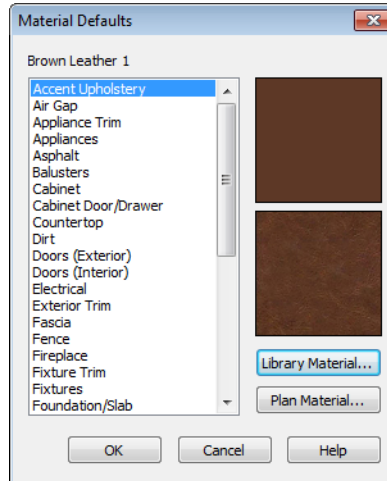 Material Defaults
Brown Leather 1
Accent Upholstery
Air Gap
Appliance Trim
Appliances
Asphalt
Balusters
Cabinet
Cabinet Door/Drawer
Countertop
Dirt
Doors (Exterior)
Doors (Interior)
Electrical
Exterior Trim
Fascia
Fence
Fireplace
Fixture Trim
Fixtures
Foundation/Slab
Library Material...
Plan Material...
OK
Cancel
Help